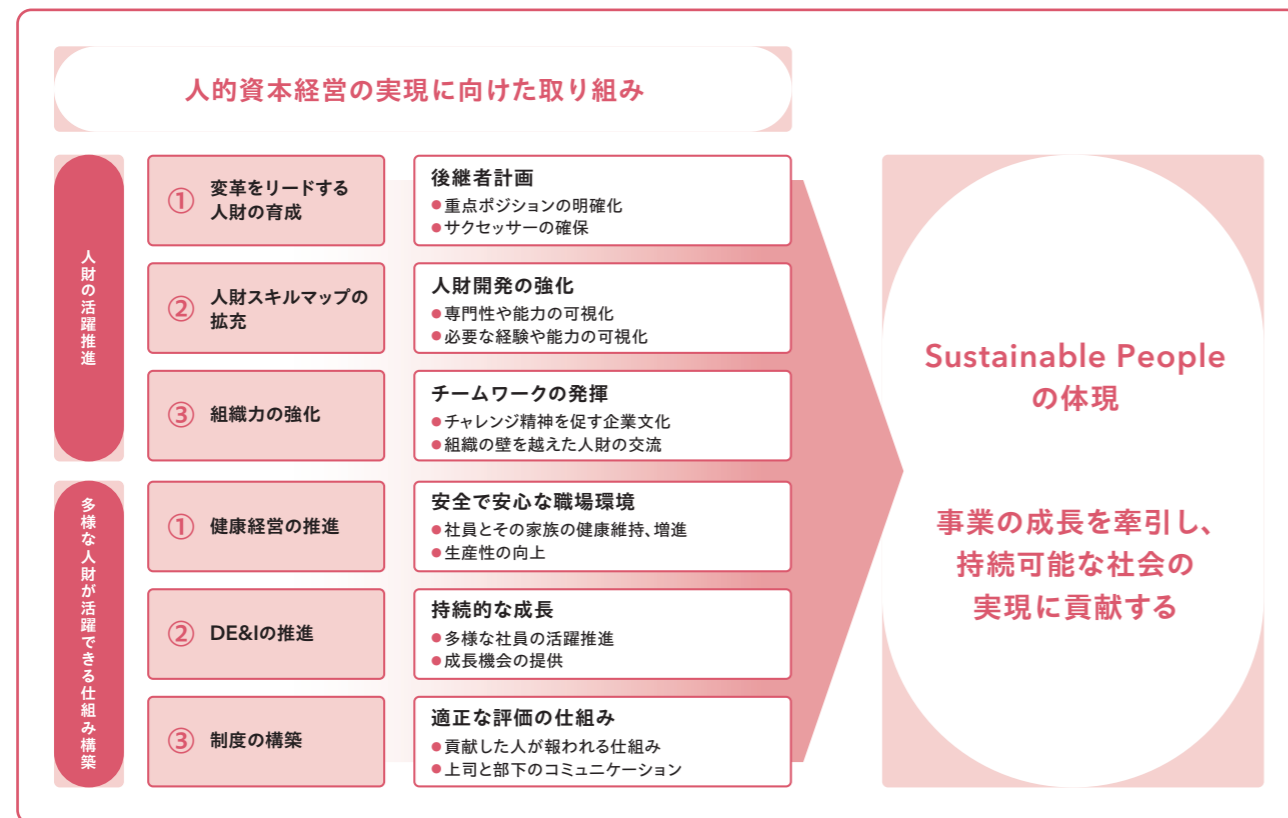 人的資本経営の実現に向けた取り組み
人財の活躍推進
① 変革をリードする
人財の育成
後継者計画
●重点ポジションの明確化
●サクセッサーの確保
② 人財スキルマップの
拡充
人財開発の強化
●専門性や能力の可視化
●必要な経験や能力の可視化
③ 組織力の強化
チームワークの発揮
●チャレンジ精神を促す企業文化
●組織の壁を越えた人財の交流
多様な人財が活躍できる仕組み構築
① 健康経営の推進
安全で安心な職場環境
●社員とその家族の健康維持、増進
●生産性の向上
② DE&Iの推進
持続的な成長
●多様な社員の活躍推進
●成長機会の提供
③ 制度の構築
適正な評価の仕組み
●貢献した人が報われる仕組み
●上司と部下のコミュニケーション
Sustainable People
の体現
事業の成長を牽引し、
持続可能な社会の
実現に貢献する